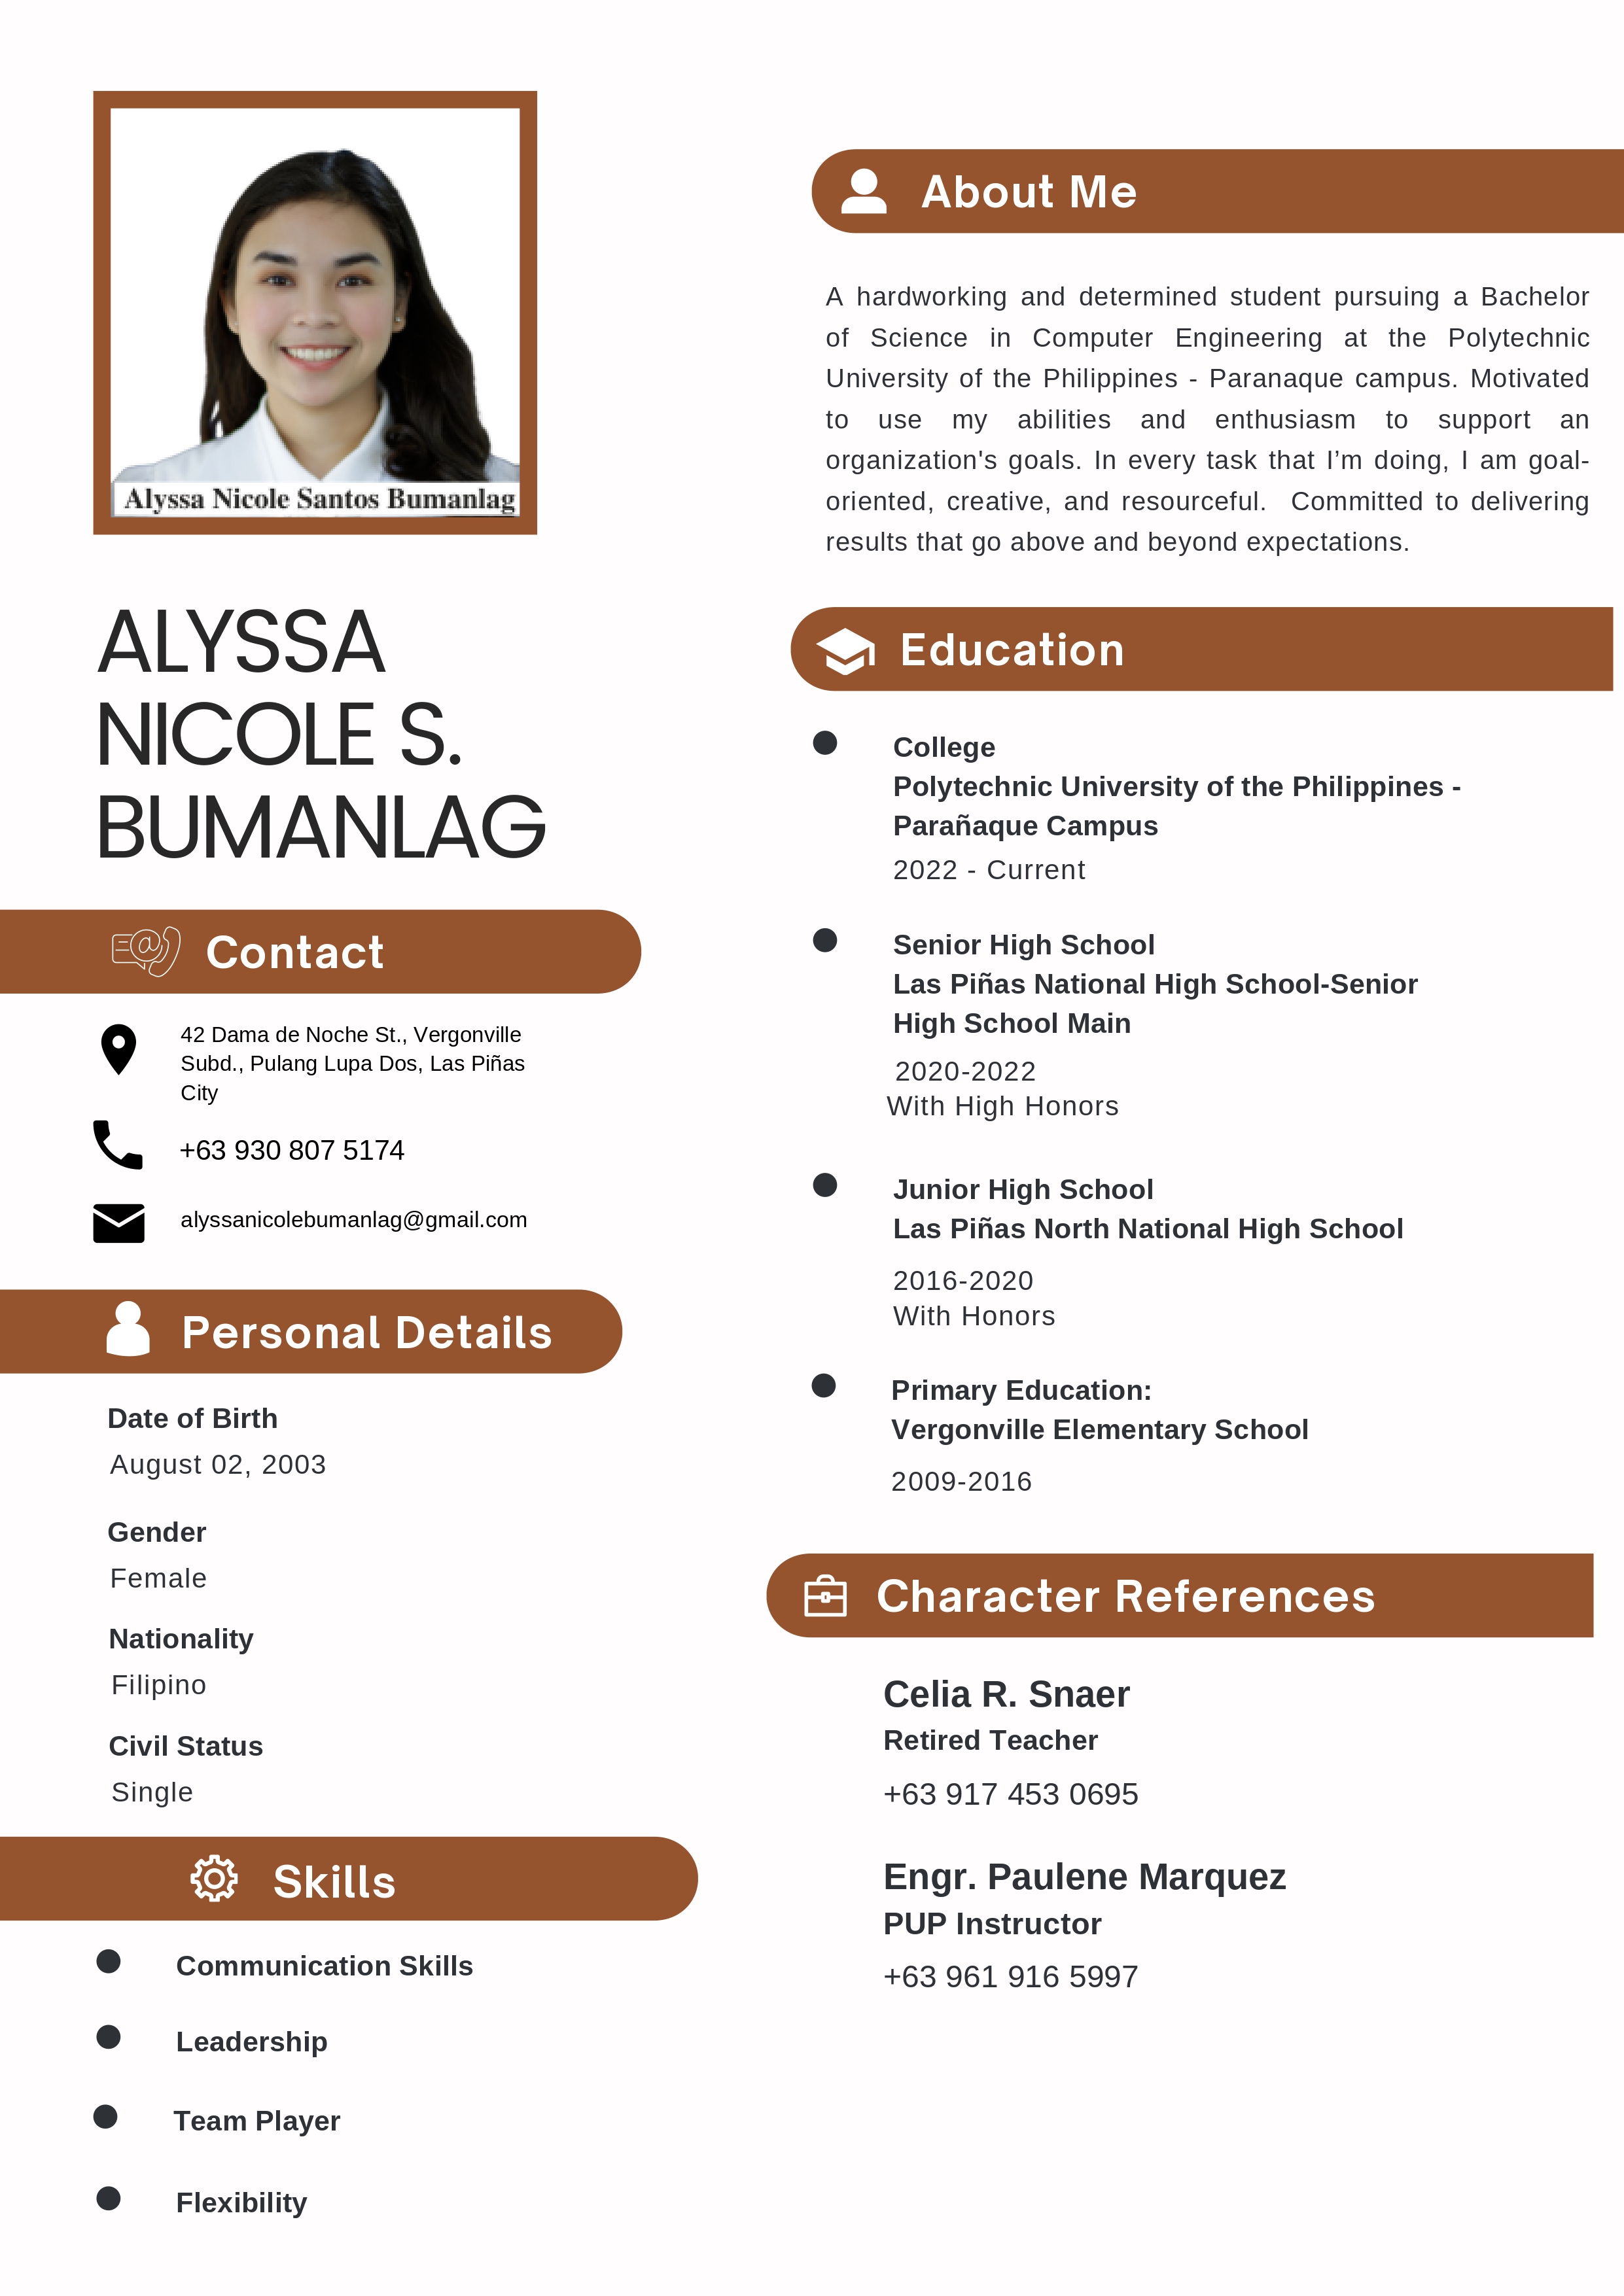 Alyssa Nicole Santos Bumanlag
ALYSSA
NICOLE S.
BUMANLAG
Contact
42 Dama de Noche St., Vergonville
Subd., Pulang Lupa Dos, Las Piñas
City
+63 930 807 5174
alyssanicolebumanlag@gmail.com
Personal Details
Date of Birth
August 02, 2003
Gender
Female
Nationality
Filipino
Civil Status
Single
Skills
Communication Skills
Leadership
Team Player
Flexibility
About Me
A hardworking and determined student pursuing a Bachelor
of Science in Computer Engineering at the Polytechnic
University of the Philippines - Paranaque campus. Motivated
to use my abilities and enthusiasm to support an
organization's goals. In every task that I’m doing, I am goal-
oriented, creative, and resourceful.  Committed to delivering
results that go above and beyond expectations.
Education
College
Polytechnic University of the Philippines -
Parañaque Campus
2022 - Current
Senior High School
Las Piñas National High School-Senior
High School Main
2020-2022
With High Honors
Junior High School
Las Piñas North National High School
2016-2020
With Honors
Primary Education:
Vergonville Elementary School
2009-2016
Character References
Celia R. Snaer
Retired Teacher
+63 917 453 0695
Engr. Paulene Marquez
PUP Instructor
+63 961 916 5997